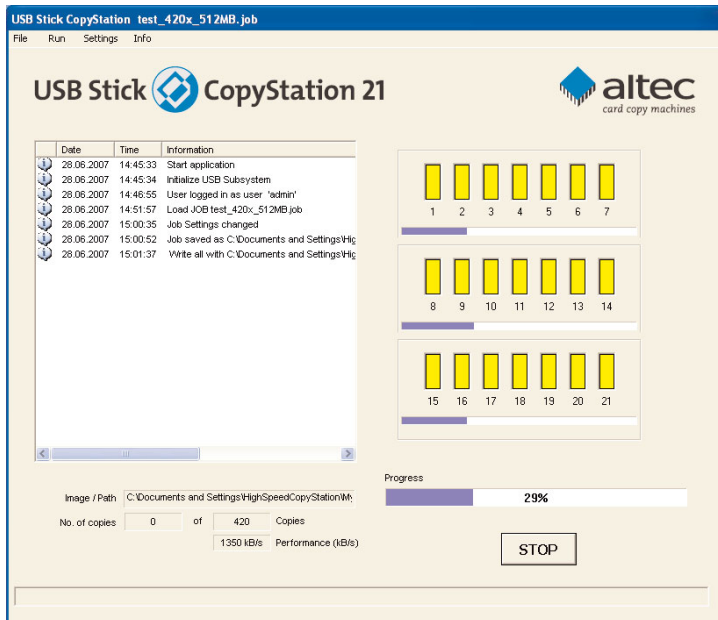 USB Stick CopyStation test_420x_512MB.job
File Run Settings Info
USB Stick CopyStation 21
altec
card copy machines
Date Time Information
28.06.2007 14:45:33 Start application
28.06.2007 14:45:34 Initialize USB Subsystem
28.06.2007 14:46:55 User logged in as user 'admin'
28.06.2007 14:51:57 Load JOB test_420x_512MB.job
28.06.2007 15:00:35 Job Settings changed
28.06.2007 15:00:52 Job saved as C:\Documents and Settings\Hig
28.06.2007 15:01:37 Write all with C:\Documents and Settings\Hig
1 2 3 4 5 6 7
8 9 10 11 12 13 14
15 16 17 18 19 20 21
Image / Path C:\Documents and Settings\HighSpeedCopyStation\My
No. of copies 0 of 420 Copies
1350 kB/s Performance (kB/s)
Progress
29%
STOP